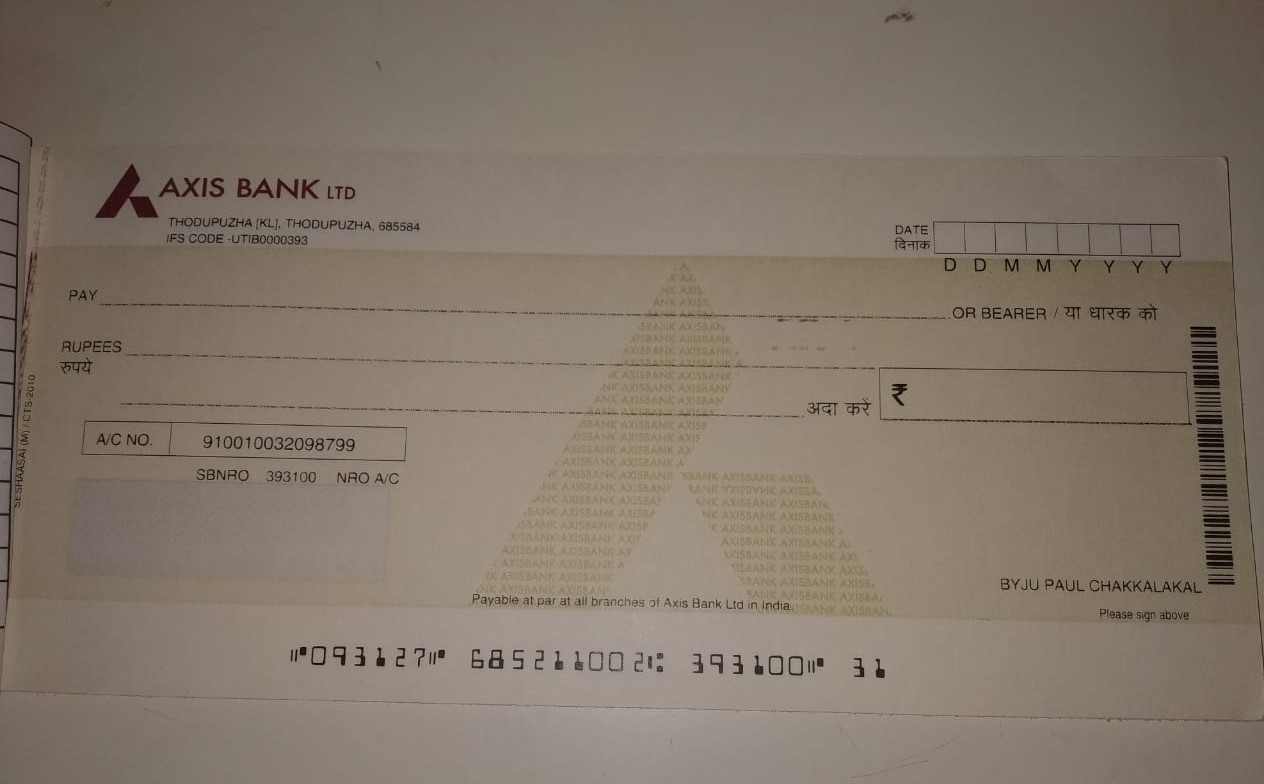 AXIS BANK LTD
THODUPUZHA [KL], THODUPUZHA, 685584
IFS CODE -UTIB0000393
DATE
दिनाक
D D M M Y Y Y Y
PAY
OR BEARER / या धारक को
RUPEES
रुपये
अदा करें ₹
A/C NO. 910010032098799
SBNRO 393100 NRO A/C
SESHAASAI (M) / CTS-2010
BYJU PAUL CHAKKALAKAL
Payable at par at all branches of Axis Bank Ltd in India.
Please sign above
⑈093127⑈ 685211002⑆ 393100⑈ 31